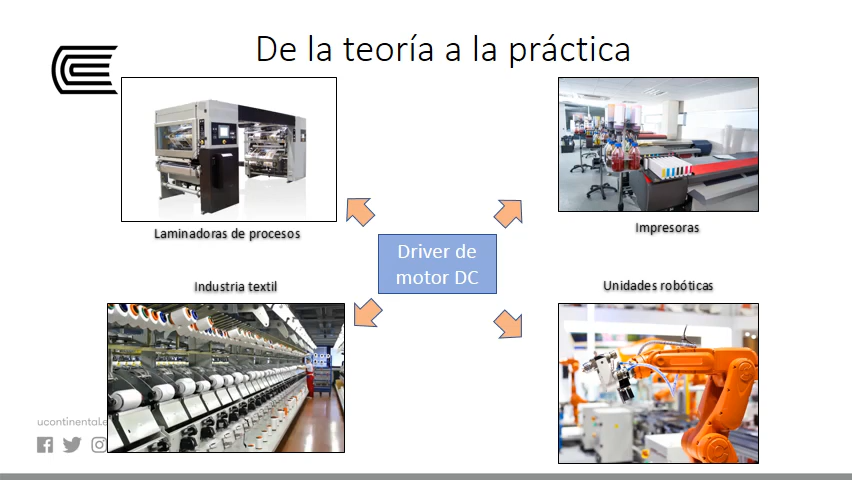 De la teoría a la práctica
Laminadoras de procesos
Impresoras
Driver de
motor DC
Industria textil
Unidades robóticas
ucontinental.e